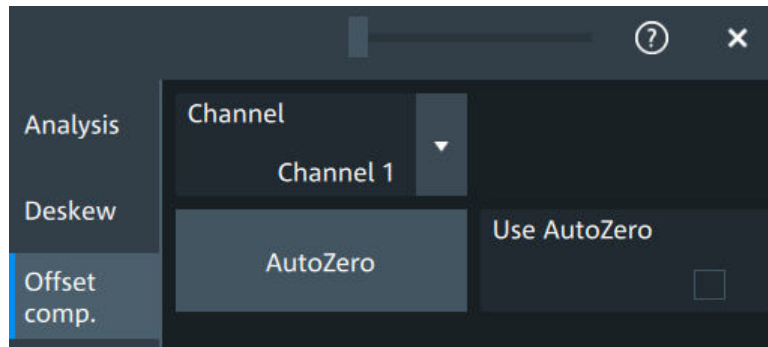 ?
Analysis
Channel
Channel 1
Deskew
AutoZero
Use AutoZero
Offset
comp.